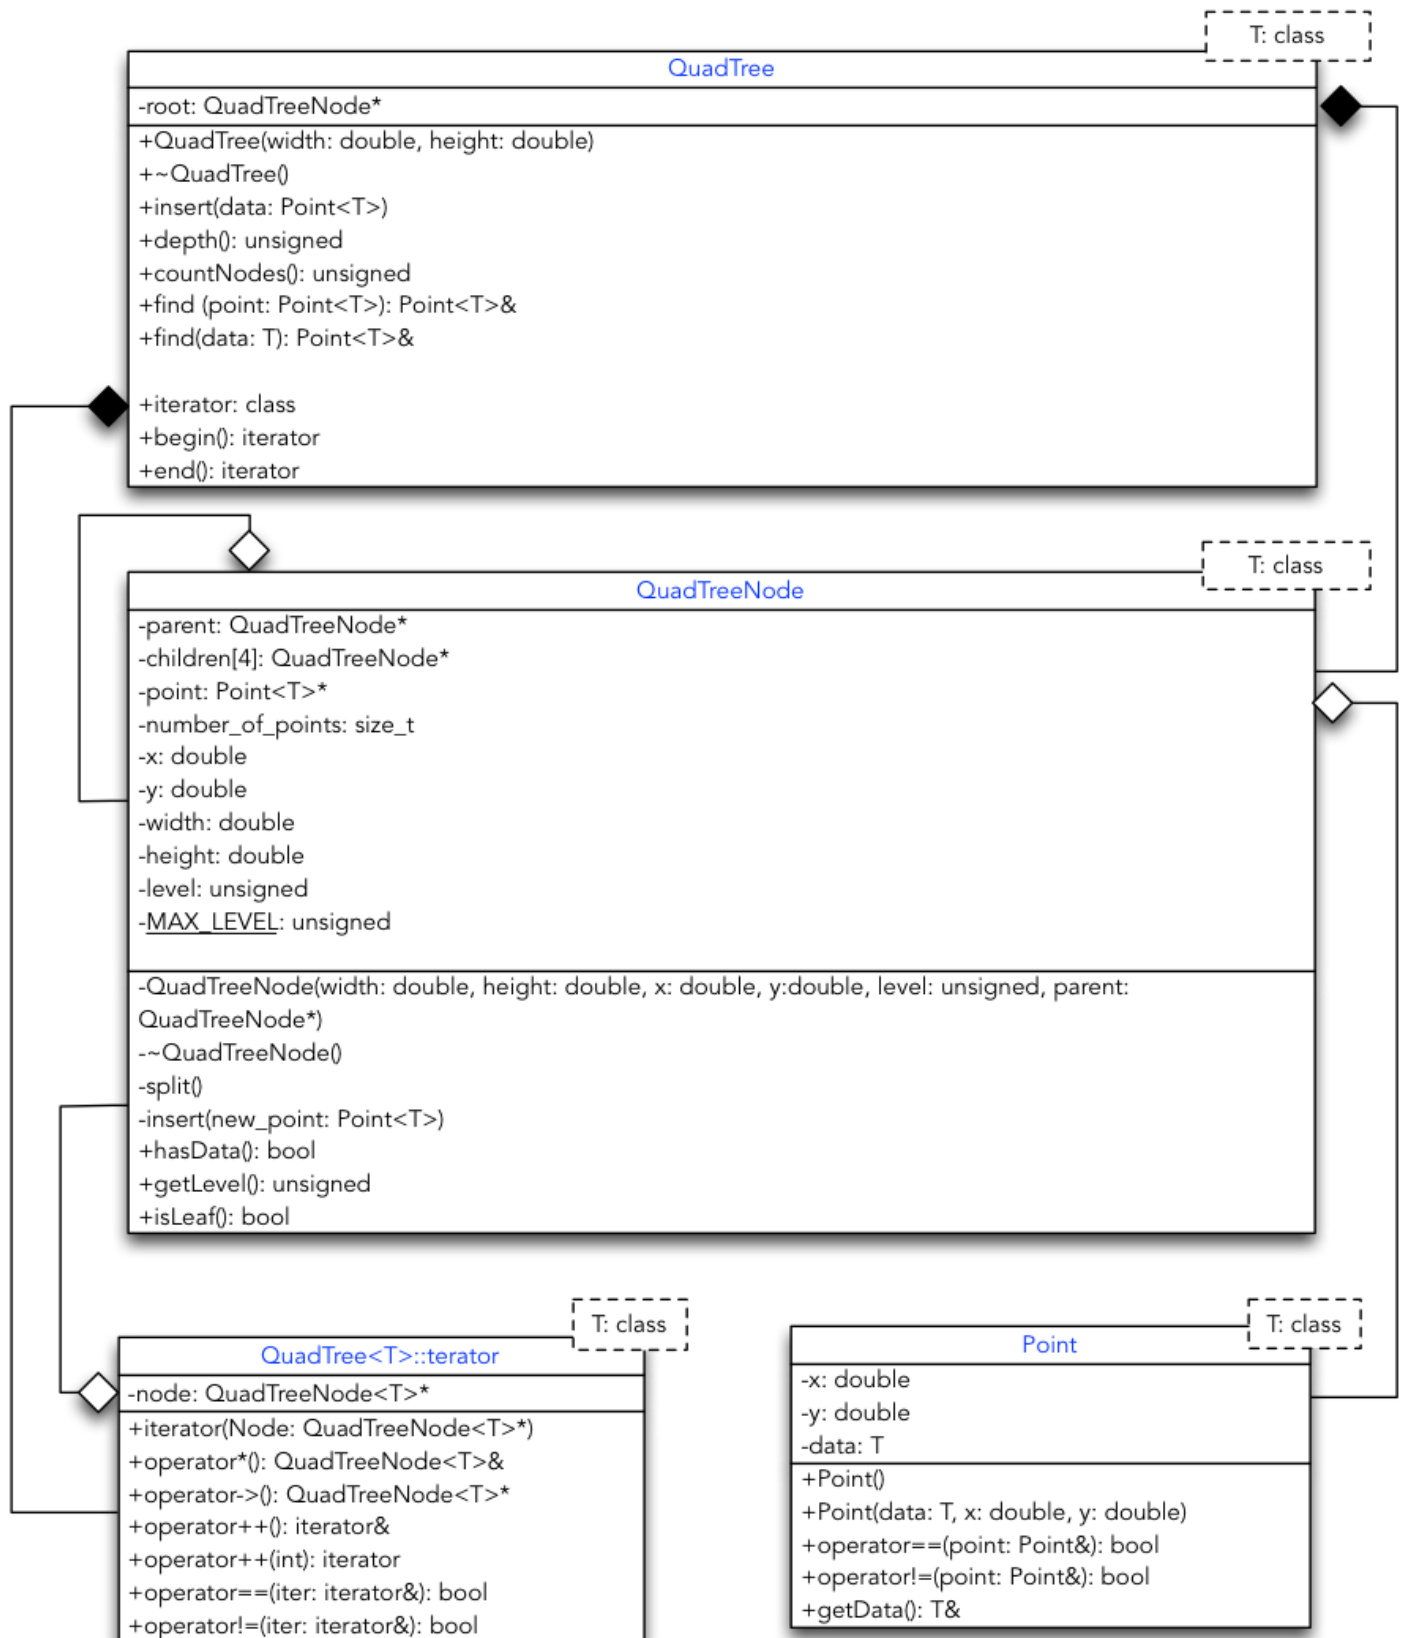 T: class
QuadTree
-root: QuadTreeNode*
+QuadTree(width: double, height: double)
+~QuadTree()
+insert(data: Point<T>)
+depth(): unsigned
+countNodes(): unsigned
+find (point: Point<T>): Point<T>&
+find(data: T): Point<T>&
+iterator: class
+begin(): iterator
+end(): iterator
T: class
QuadTreeNode
-parent: QuadTreeNode*
-children[4]: QuadTreeNode*
-point: Point<T>*
-number_of_points: size_t
-x: double
-y: double
-width: double
-height: double
-level: unsigned
-MAX_LEVEL: unsigned
-QuadTreeNode(width: double, height: double, x: double, y:double, level: unsigned, parent:
QuadTreeNode*)
-~QuadTreeNode()
-split()
-insert(new_point: Point<T>)
+hasData(): bool
+getLevel(): unsigned
+isLeaf(): bool
T: class
QuadTree<T>::terator
-node: QuadTreeNode<T>*
+iterator(Node: QuadTreeNode<T>*)
+operator*(): QuadTreeNode<T>&
+operator->(): QuadTreeNode<T>*
+operator++(): iterator&
+operator++(int): iterator
+operator==(iter: iterator&): bool
+operator!=(iter: iterator&): bool
T: class
Point
-x: double
-y: double
-data: T
+Point()
+Point(data: T, x: double, y: double)
+operator==(point: Point&): bool
+operator!=(point: Point&): bool
+getData(): T&